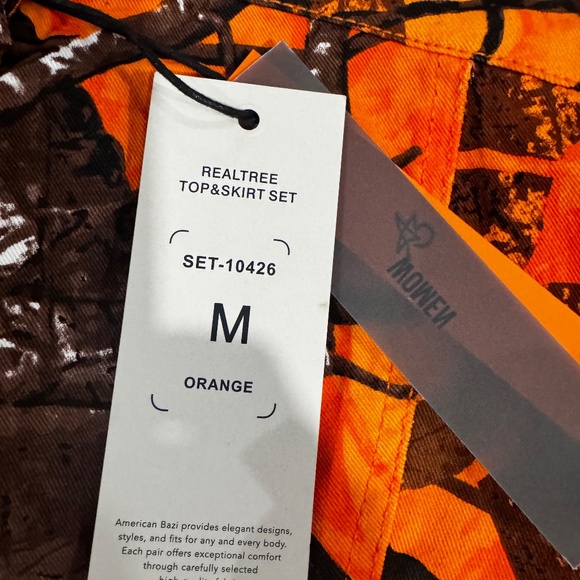 REALTREE
TOP&SKIRT SET
SET-10426
M
ORANGE
American Bazi provides elegant designs,
styles, and fits for any and every body.
Each pair offers exceptional comfort
through carefully selected